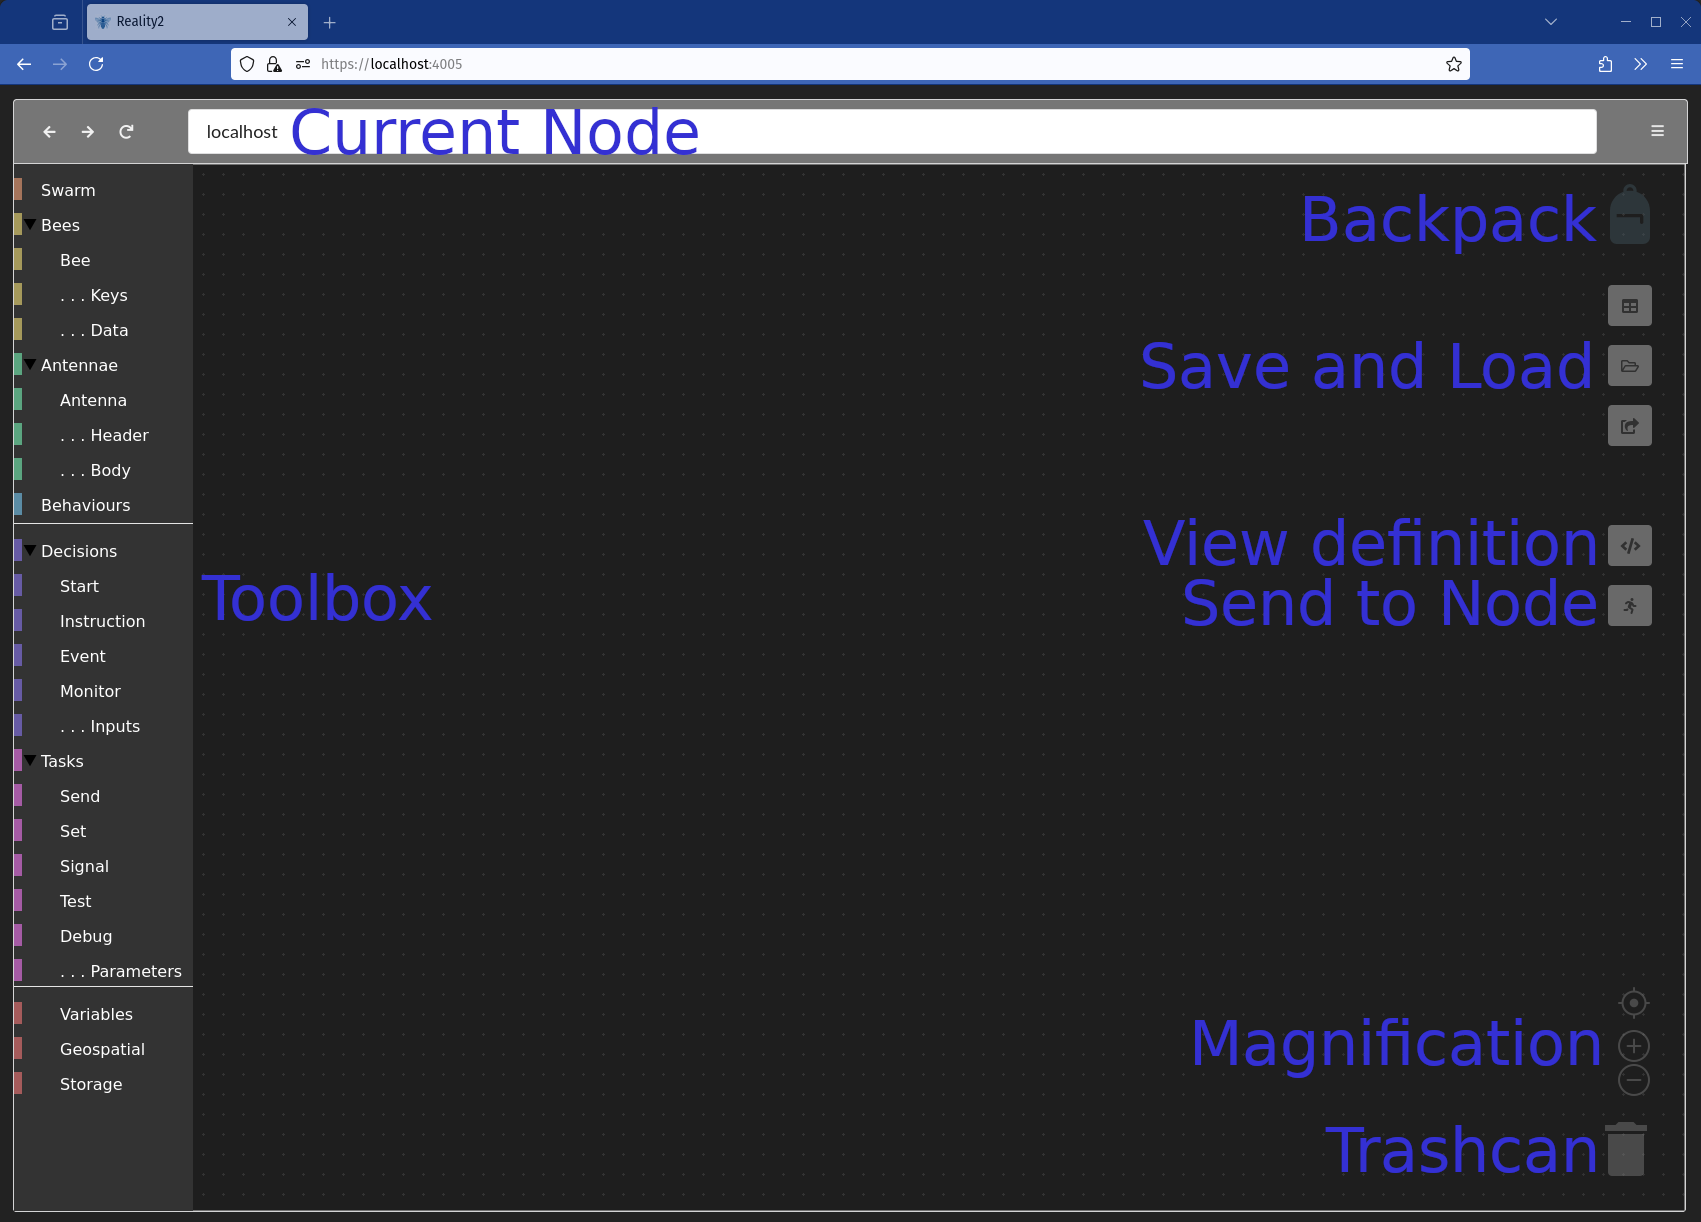 Reality2
https://localhost:4005
localhost
Current Node
Swarm
Bees
Bee
. . . Keys
. . . Data
Antennae
Antenna
. . . Header
. . . Body
Behaviours
Decisions
Start
Instruction
Event
Monitor
. . . Inputs
Tasks
Send
Set
Signal
Test
Debug
. . . Parameters
Variables
Geospatial
Storage
Toolbox
Backpack
Save and Load
View definition
Send to Node
Magnification
Trashcan